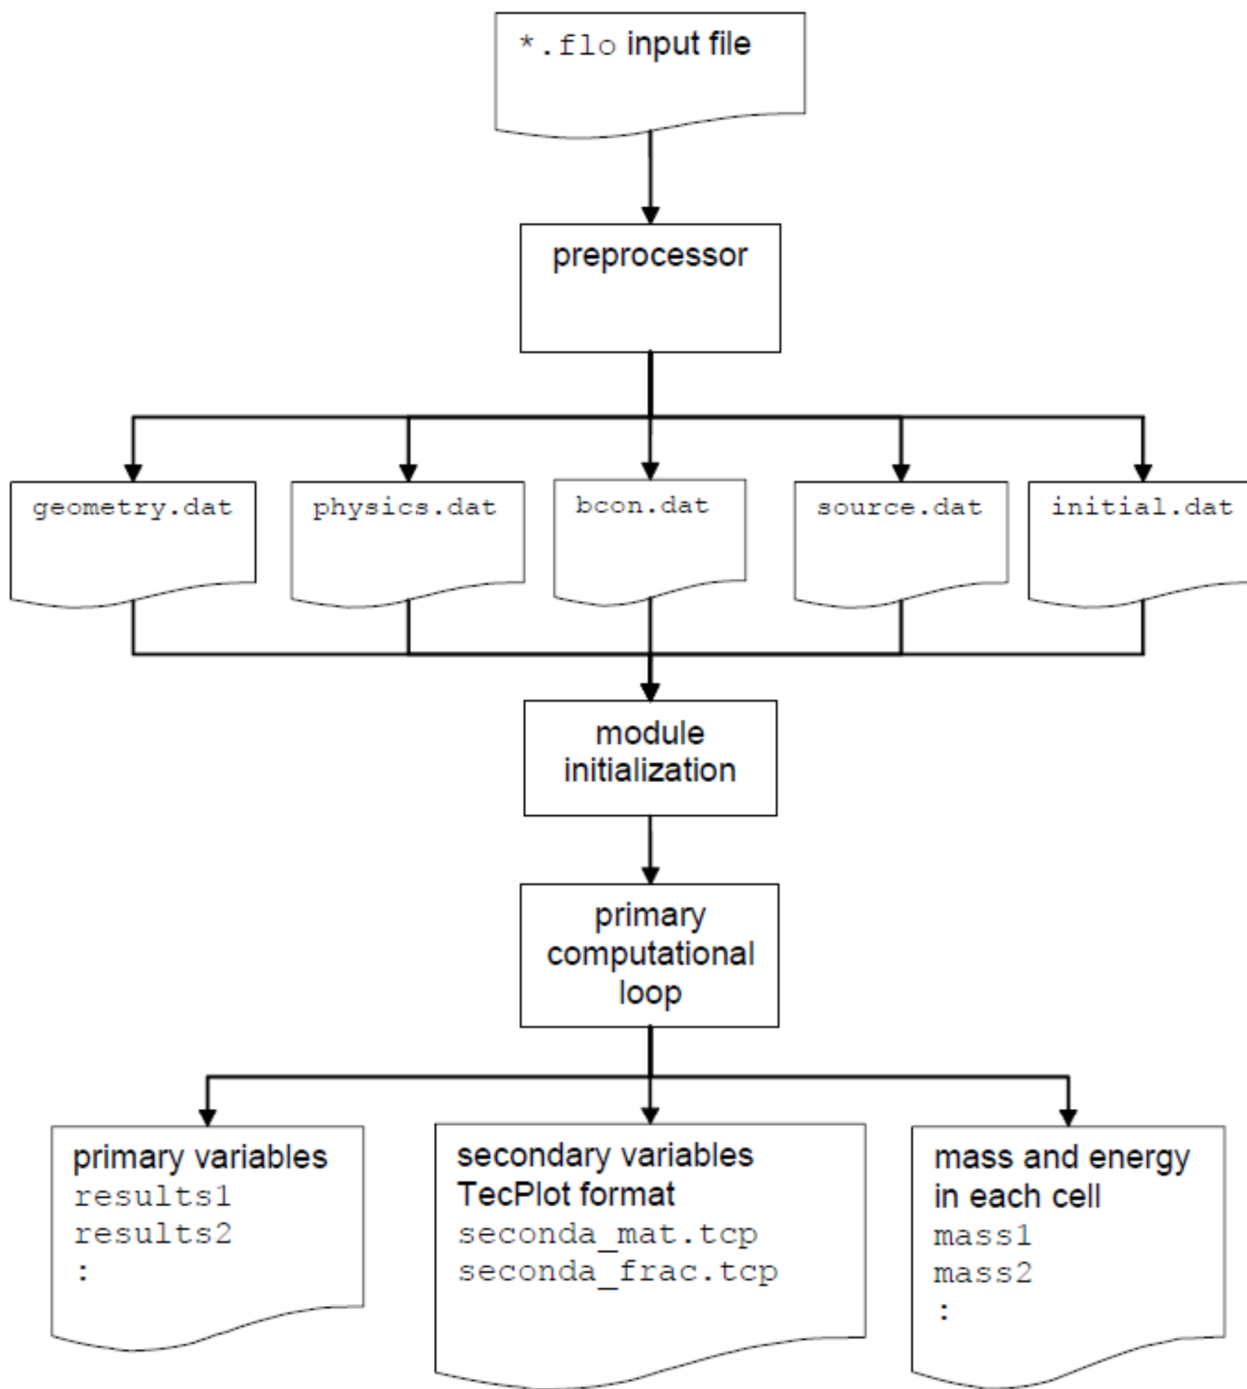 *.flo input file
preprocessor
geometry.dat
physics.dat
bcon.dat
source.dat
initial.dat
module
initialization
primary
computational
loop
primary variables
results1
results2
:
secondary variables
TecPlot format
seconda_mat.tcp
seconda_frac.tcp
mass and energy
in each cell
mass1
mass2
: